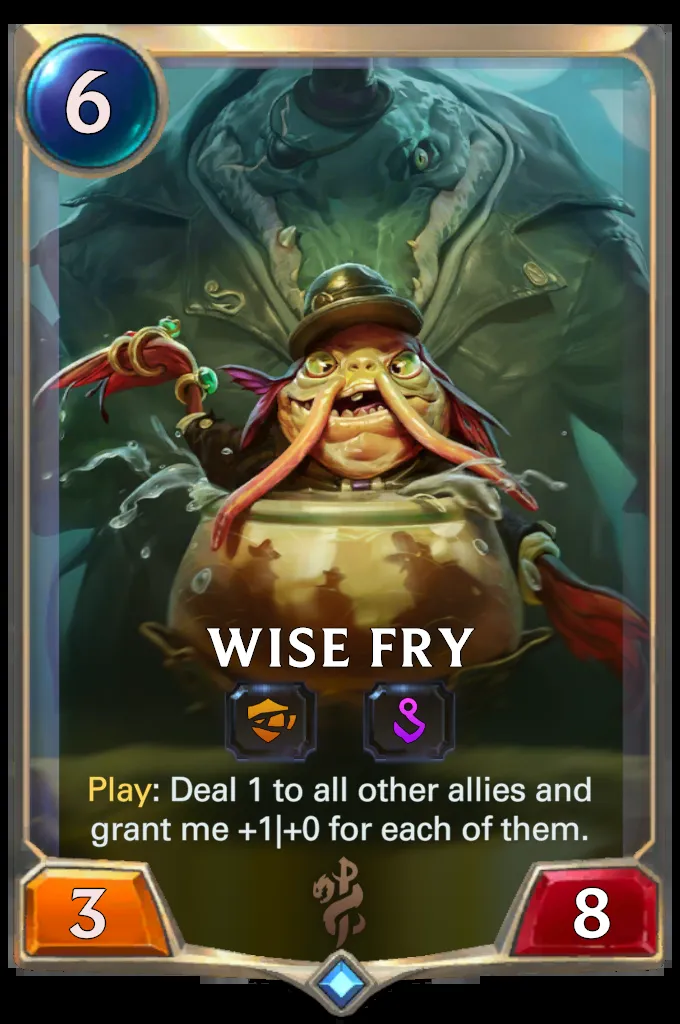 6
WISE FRY
Play: Deal 1 to all other allies and
grant me +1|+0 for each of them.
3
8